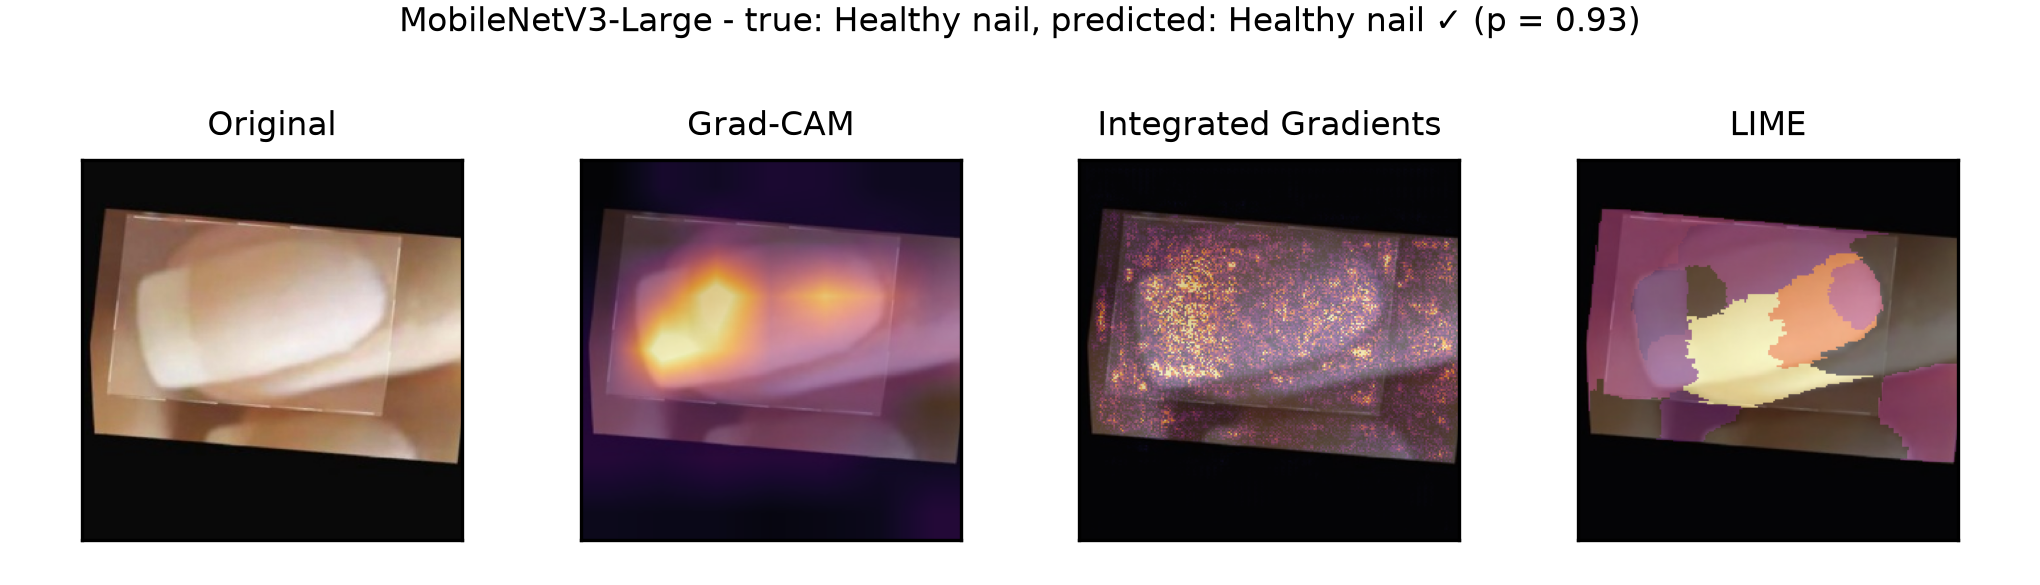 MobileNetV3-Large - true: Healthy nail, predicted: Healthy nail ✓ (p = 0.93)
Original
Grad-CAM
Integrated Gradients
LIME